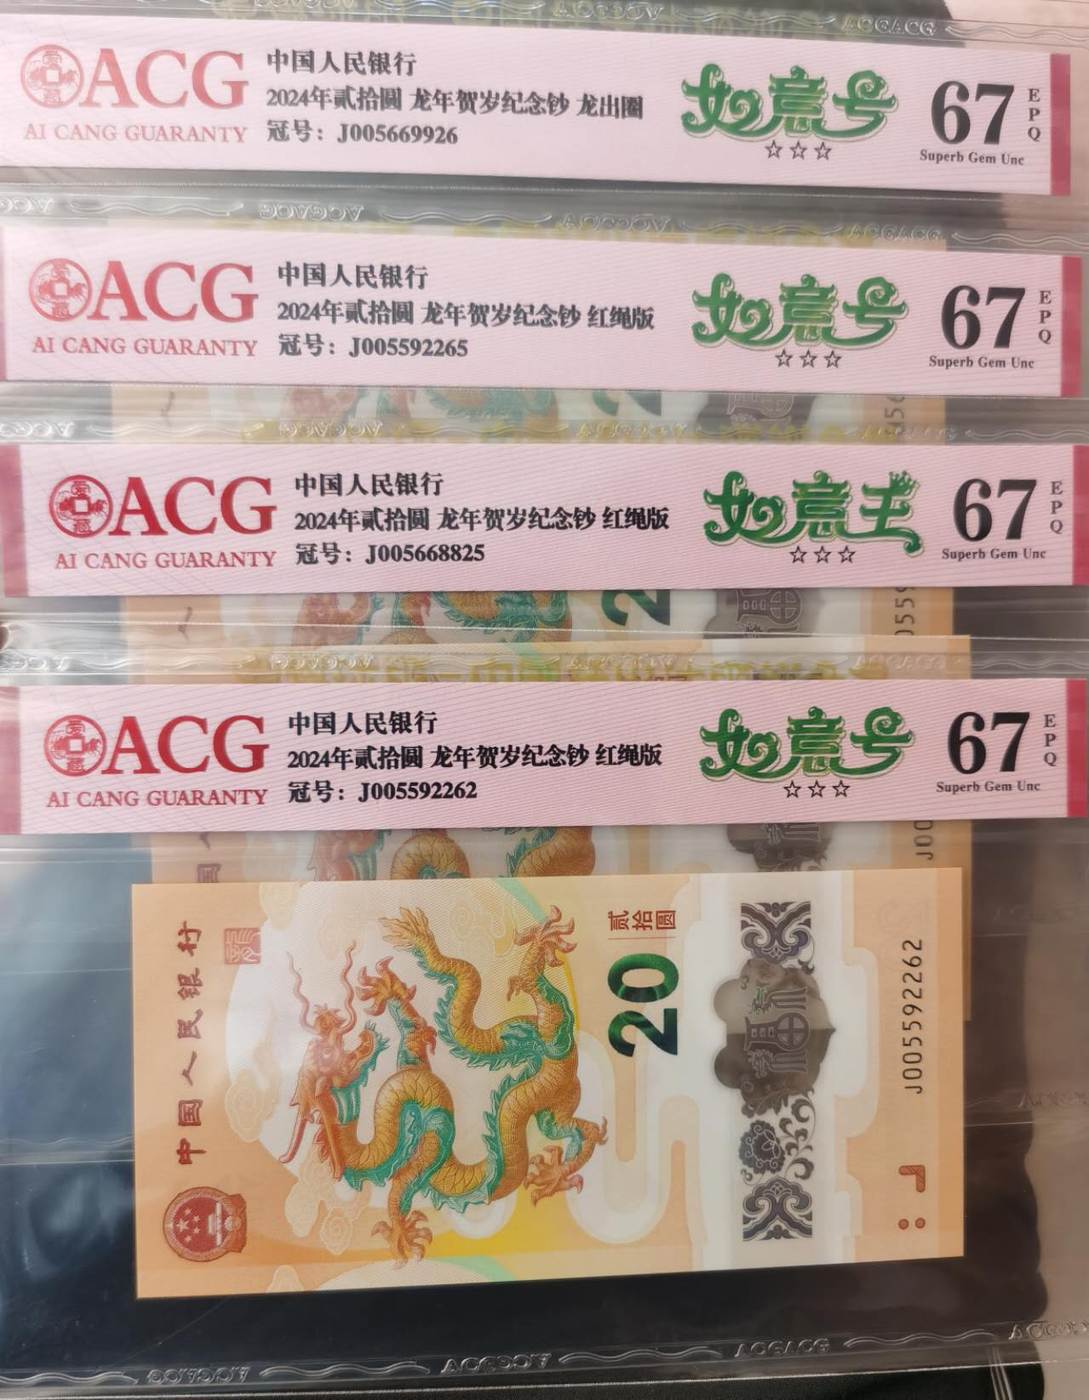 ACG
AI CANG GUARANTY
中国人民银行
2024年贰拾圆 龙年贺岁纪念钞 龙出圈
冠号：J005669926
如意号
☆☆☆
67
EPQ
Superb Gem Unc
ACG
AI CANG GUARANTY
中国人民银行
2024年贰拾圆 龙年贺岁纪念钞 红绳版
冠号：J005592265
如意号
☆☆☆
67
EPQ
Superb Gem Unc
ACG
AI CANG GUARANTY
中国人民银行
2024年贰拾圆 龙年贺岁纪念钞 红绳版
冠号：J005668825
如意王
☆☆☆
67
EPQ
Superb Gem Unc
ACG
AI CANG GUARANTY
中国人民银行
2024年贰拾圆 龙年贺岁纪念钞 红绳版
冠号：J005592262
如意号
☆☆☆
67
EPQ
Superb Gem Unc
中国人民银行
贰拾圆
20
福
J005592262